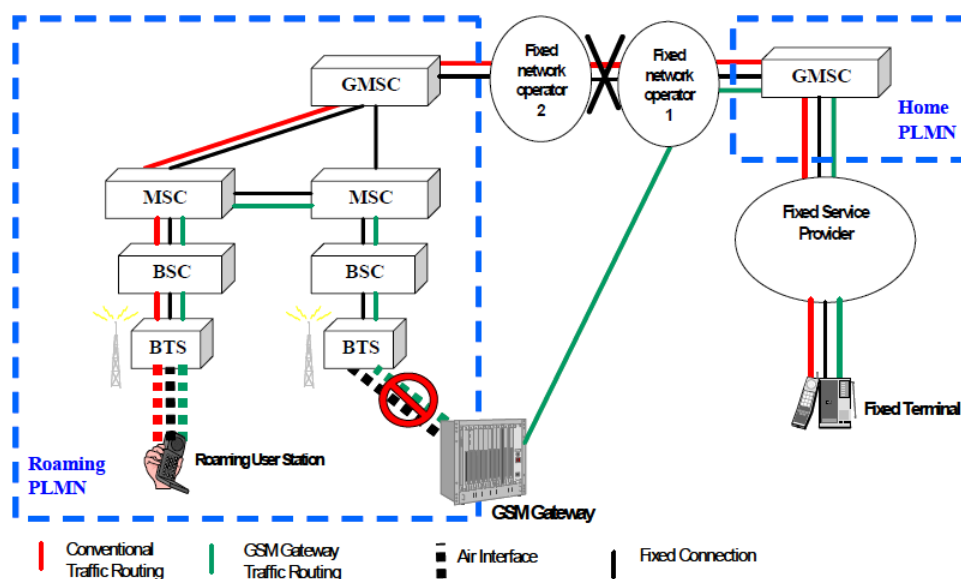 GMSC
Fixed
network
operator
2
Fixed
network
operator
1
GMSC
Home
PLMN
MSC
MSC
Fixed Service
Provider
BSC
BSC
BTS
BTS
Fixed Terminal
Roaming
PLMN
Roaming User Station
GSM Gateway
Conventional
Traffic Routing
GSM Gateway
Traffic Routing
Air Interface
Fixed Connection